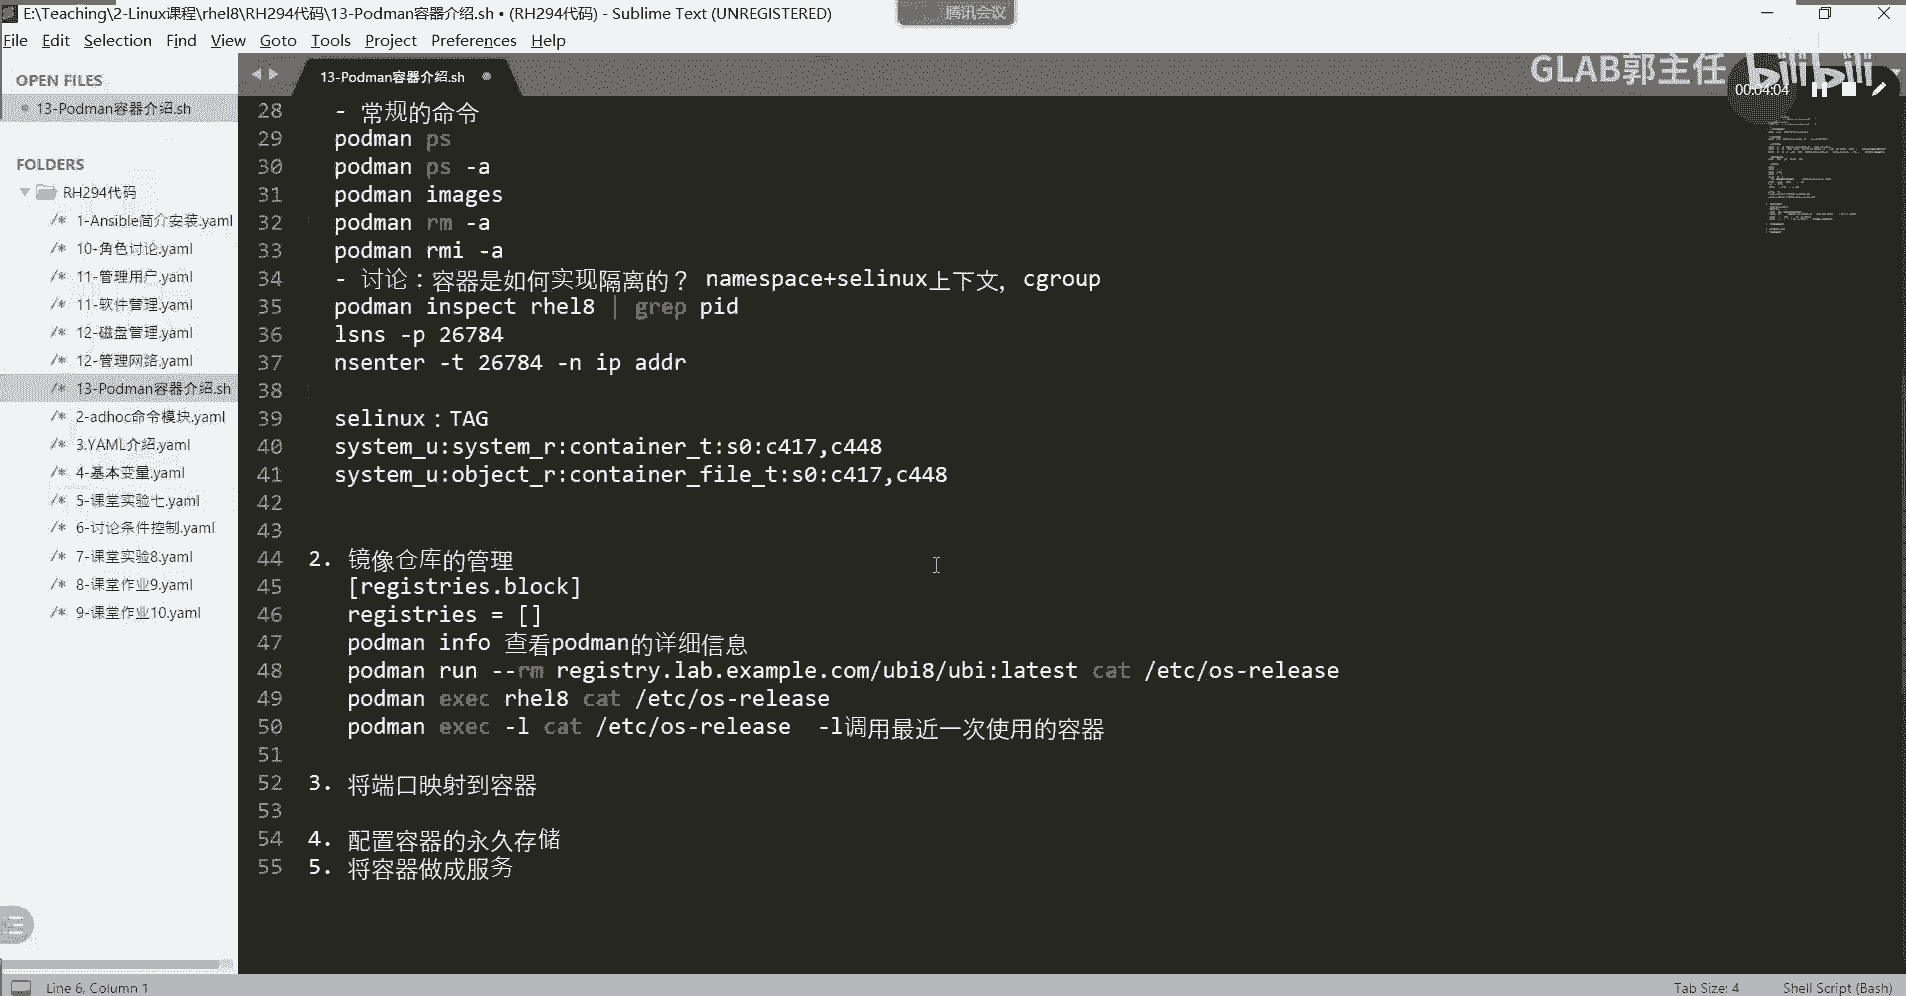 E:\Teaching\2-Linux课程\rhel8\RH294代码\13-Podman容器介绍.sh • (RH294代码) - Sublime Text (UNREGISTERED)
腾讯会议
File Edit Selection Find View Goto Tools Project Preferences Help
GLAB郭主任 bilibili
00:04:04
OPEN FILES
13-Podman容器介绍.sh
FOLDERS
RH294代码
/* 1-Ansible简介安装.yaml
/* 10-角色讨论.yaml
/* 11-管理用户.yaml
/* 11-软件管理.yaml
/* 12-磁盘管理.yaml
/* 12-管理网络.yaml
/* 13-Podman容器介绍.sh
/* 2-adhoc命令模块.yaml
/* 3.YAML介绍.yaml
/* 4-基本变量.yaml
/* 5-课堂实验七.yaml
/* 6-讨论条件控制.yaml
/* 7-课堂实验8.yaml
/* 8-课堂作业9.yaml
/* 9-课堂作业10.yaml
13-Podman容器介绍.sh
28 - 常规的命令
29 podman ps
30 podman ps -a
31 podman images
32 podman rm -a
33 podman rmi -a
34 - 讨论：容器是如何实现隔离的？ namespace+selinux上下文, cgroup
35 podman inspect rhel8 | grep pid
36 lsns -p 26784
37 nsenter -t 26784 -n ip addr
38
39 selinux：TAG
40 system_u:system_r:container_t:s0:c417,c448
41 system_u:object_r:container_file_t:s0:c417,c448
42
43
44 2. 镜像仓库的管理
45 [registries.block]
46 registries = []
47 podman info 查看podman的详细信息
48 podman run --rm registry.lab.example.com/ubi8/ubi:latest cat /etc/os-release
49 podman exec rhel8 cat /etc/os-release
50 podman exec -l cat /etc/os-release  -l调用最近一次使用的容器
51
52 3. 将端口映射到容器
53
54 4. 配置容器的永久存储
55 5. 将容器做成服务
Line 6, Column 1
Tab Size: 4
Shell Script (Bash)